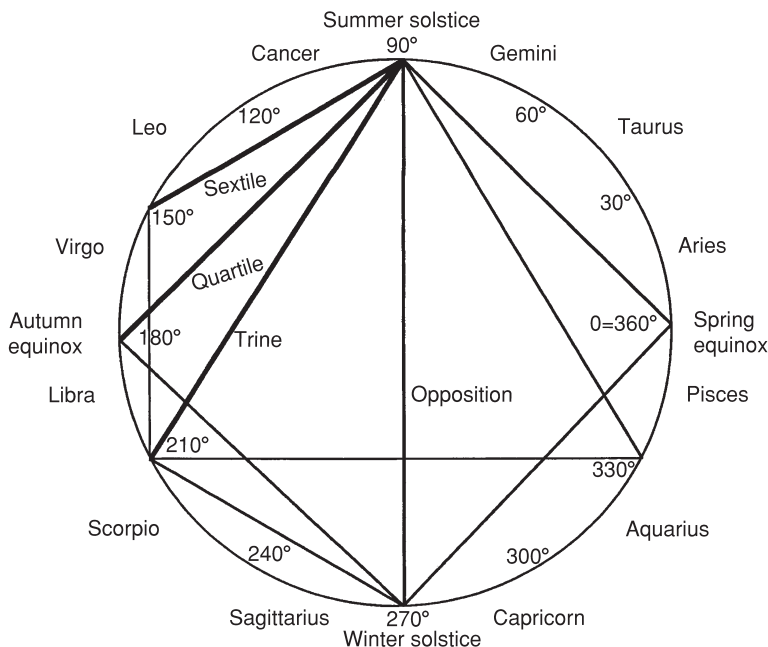 Summer solstice
90°
Cancer
Gemini
120°
60°
Leo
Taurus
Sextile
150°
30°
Virgo
Aries
Quartile
Autumn
equinox
180°
Trine
0=360°
Spring
equinox
Libra
Opposition
Pisces
210°
330°
Scorpio
Aquarius
240°
300°
Sagittarius
270°
Capricorn
Winter solstice